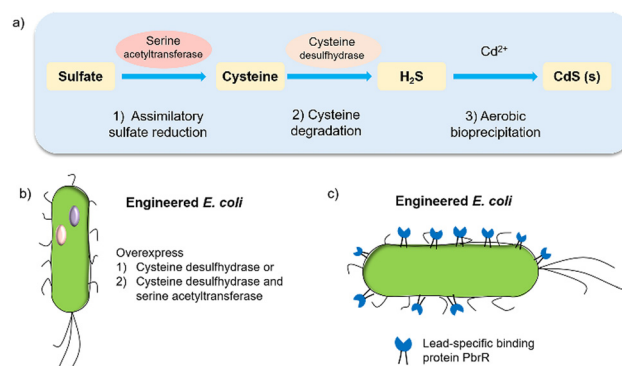 a)
Serine
acetyltransferase
Cysteine
desulfhydrase
Cd2+
Sulfate
Cysteine
H2S
CdS (s)
1) Assimilatory
sulfate reduction
2) Cysteine
degradation
3) Aerobic
bioprecipitation
b)
Engineered E. coli
Overexpress
1) Cysteine desulfhydrase or
2) Cysteine desulfhydrase and
serine acetyltransferase
c)
Engineered E. coli
Lead-specific binding
protein PbrR